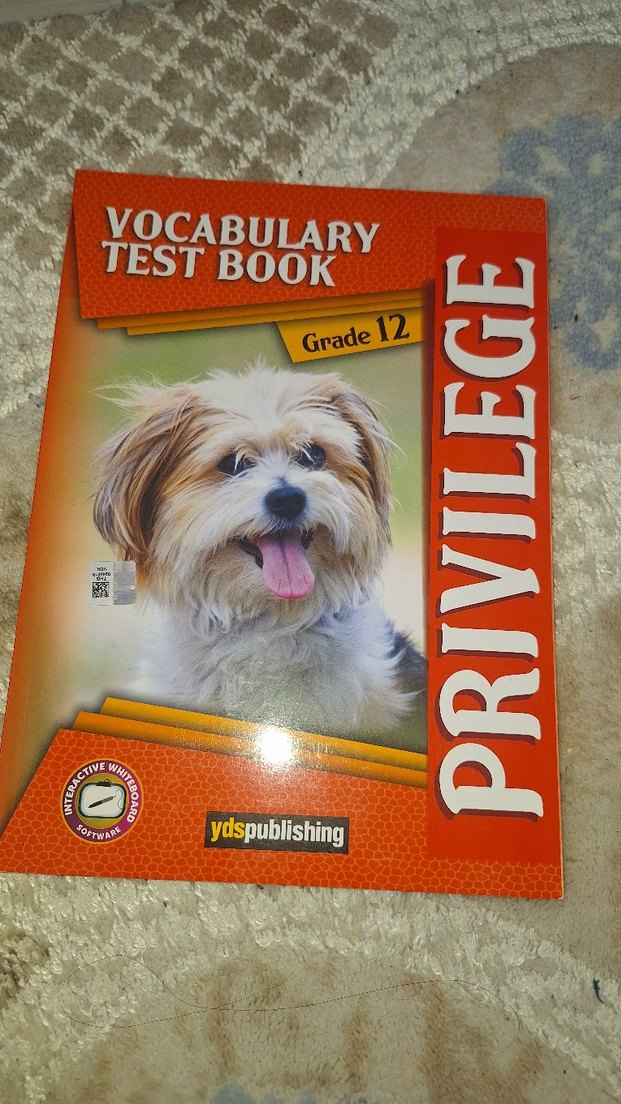 VOCABULARY
TEST BOOK
Grade 12
PRIVILEGE
INTERACTIVE WHITEBOARD
SOFTWARE
ydspublishing